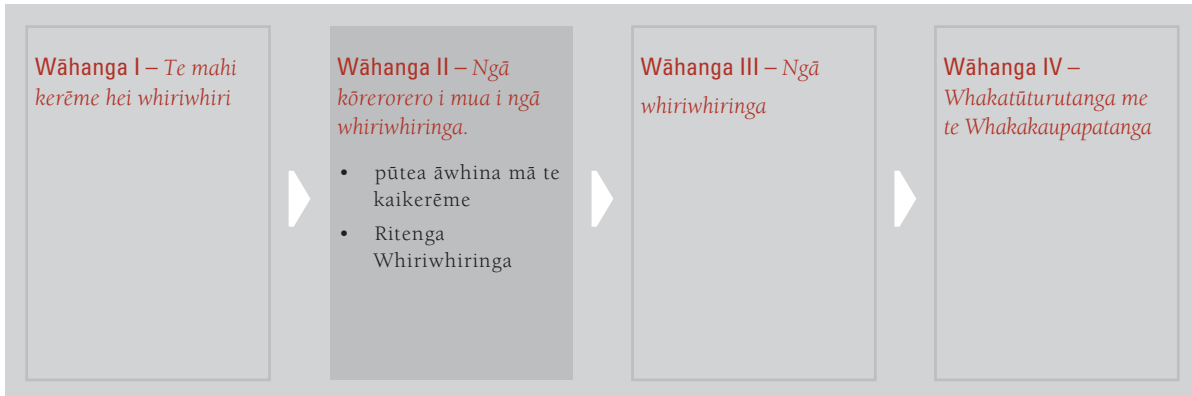 Wāhanga I – Te mahi
kerēme hei whiriwhiri
Wāhanga II – Ngā
kōrerorero i mua i ngā
whiriwhiringa.
• pūtea āwhina mā te
kaikerēme
• Ritenga
Whiriwhiringa
Wāhanga III – Ngā
whiriwhiringa
Wāhanga IV –
Whakatūturutanga me
te Whakakaupapatanga